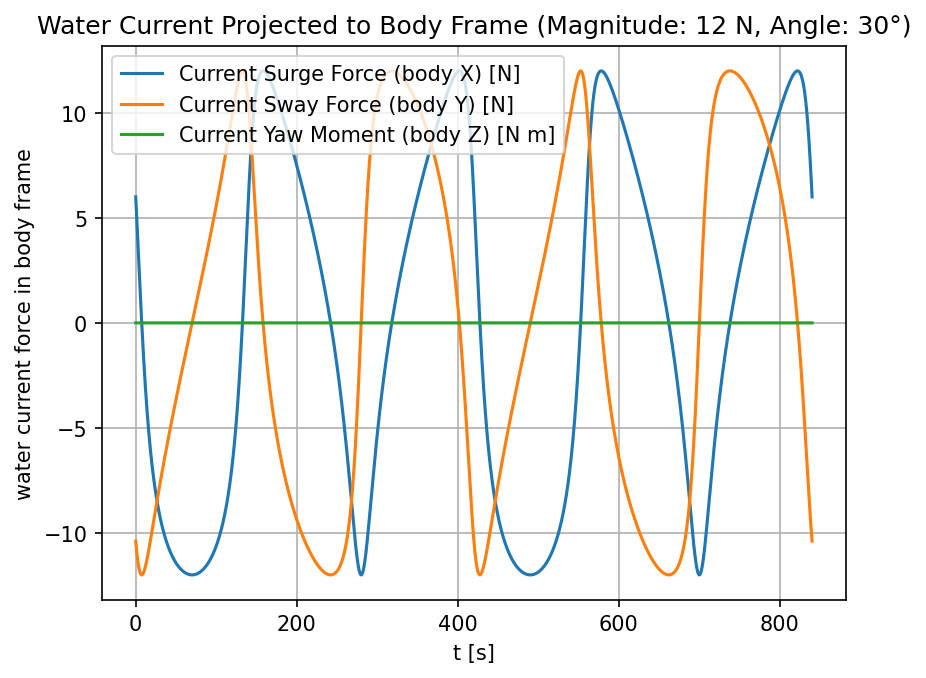 Water Current Projected to Body Frame (Magnitude: 12 N, Angle: 30°)
Current Surge Force (body X) [N]
Current Sway Force (body Y) [N]
Current Yaw Moment (body Z) [N m]
water current force in body frame
10
5
0
−5
−10
0 200 400 600 800
t [s]